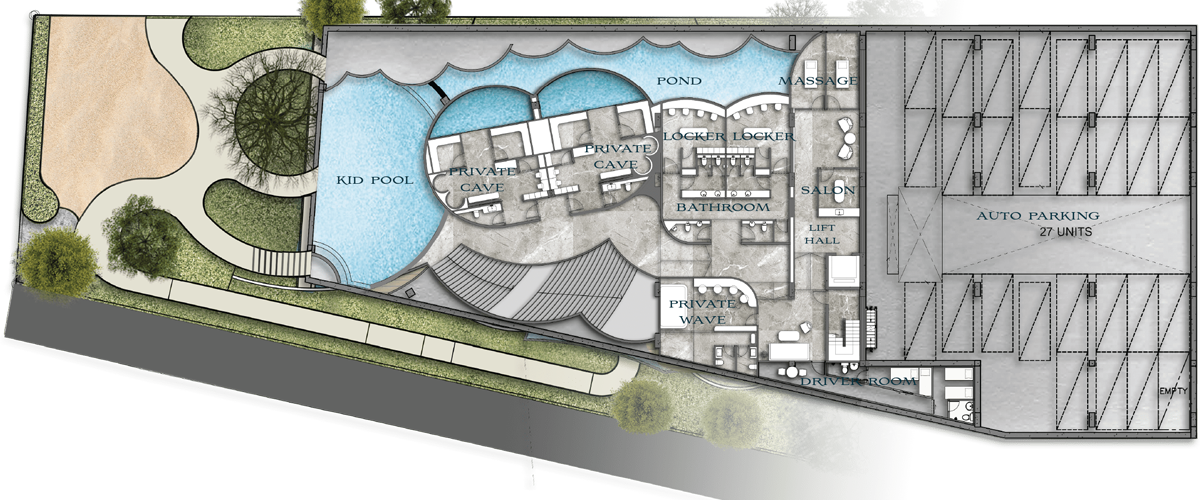 POND
MASSAGE
LOCKER LOCKER
PRIVATE
CAVE
PRIVATE
CAVE
KID POOL
SALON
BATHROOM
AUTO PARKING
27 UNITS
LIFT
HALL
PRIVATE
WAVE
DRIVER ROOM
EMPTY